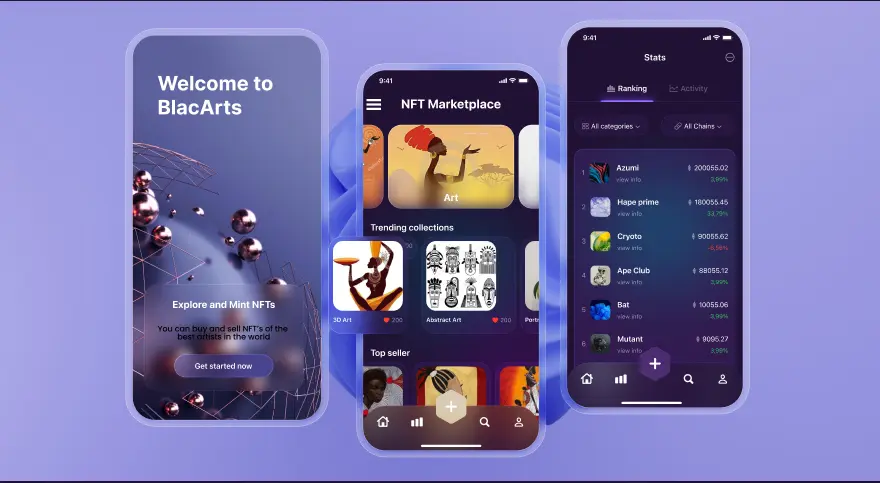 Welcome to
BlacArts
Explore and Mint NFTs
You can buy and sell NFT's of the
best artists in the world
Get started now
9:41
NFT Marketplace
Art
Trending collections
3D Art
200
Abstract Art
200
Top seller
9:41
Stats
Ranking
Activity
All categories
All Chains
1
Azumi
200055.02
view info
3,99%
2
Hape prime
180055.45
view info
33,79%
3
Cryoto
90055.62
view info
-6,56%
4
Ape Club
88055.12
view info
3,99%
5
Bat
10055.06
view info
3,99%
6
Mutant
9095.27
view info
3,98%